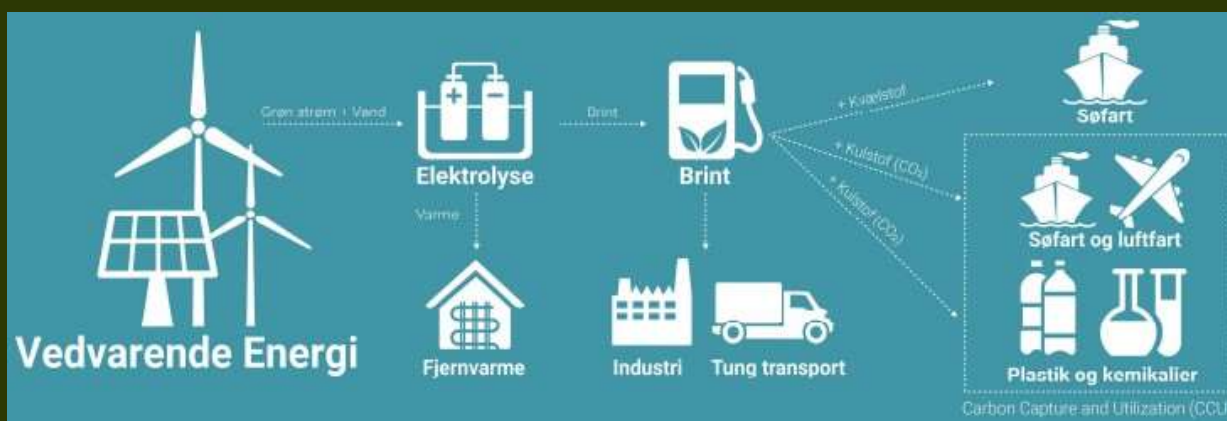 Vedvarende Energi
Grøn strøm + Vand
Elektrolyse
Varme
Fjernvarme
Brint
Brint
Industri
Tung transport
+ Kvælstof
+ Kulstof (CO₂)
+ Kulstof (CO₂)
Søfart
Søfart og luftfart
Plastik og kemikalier
Carbon Capture and Utilization (CCU